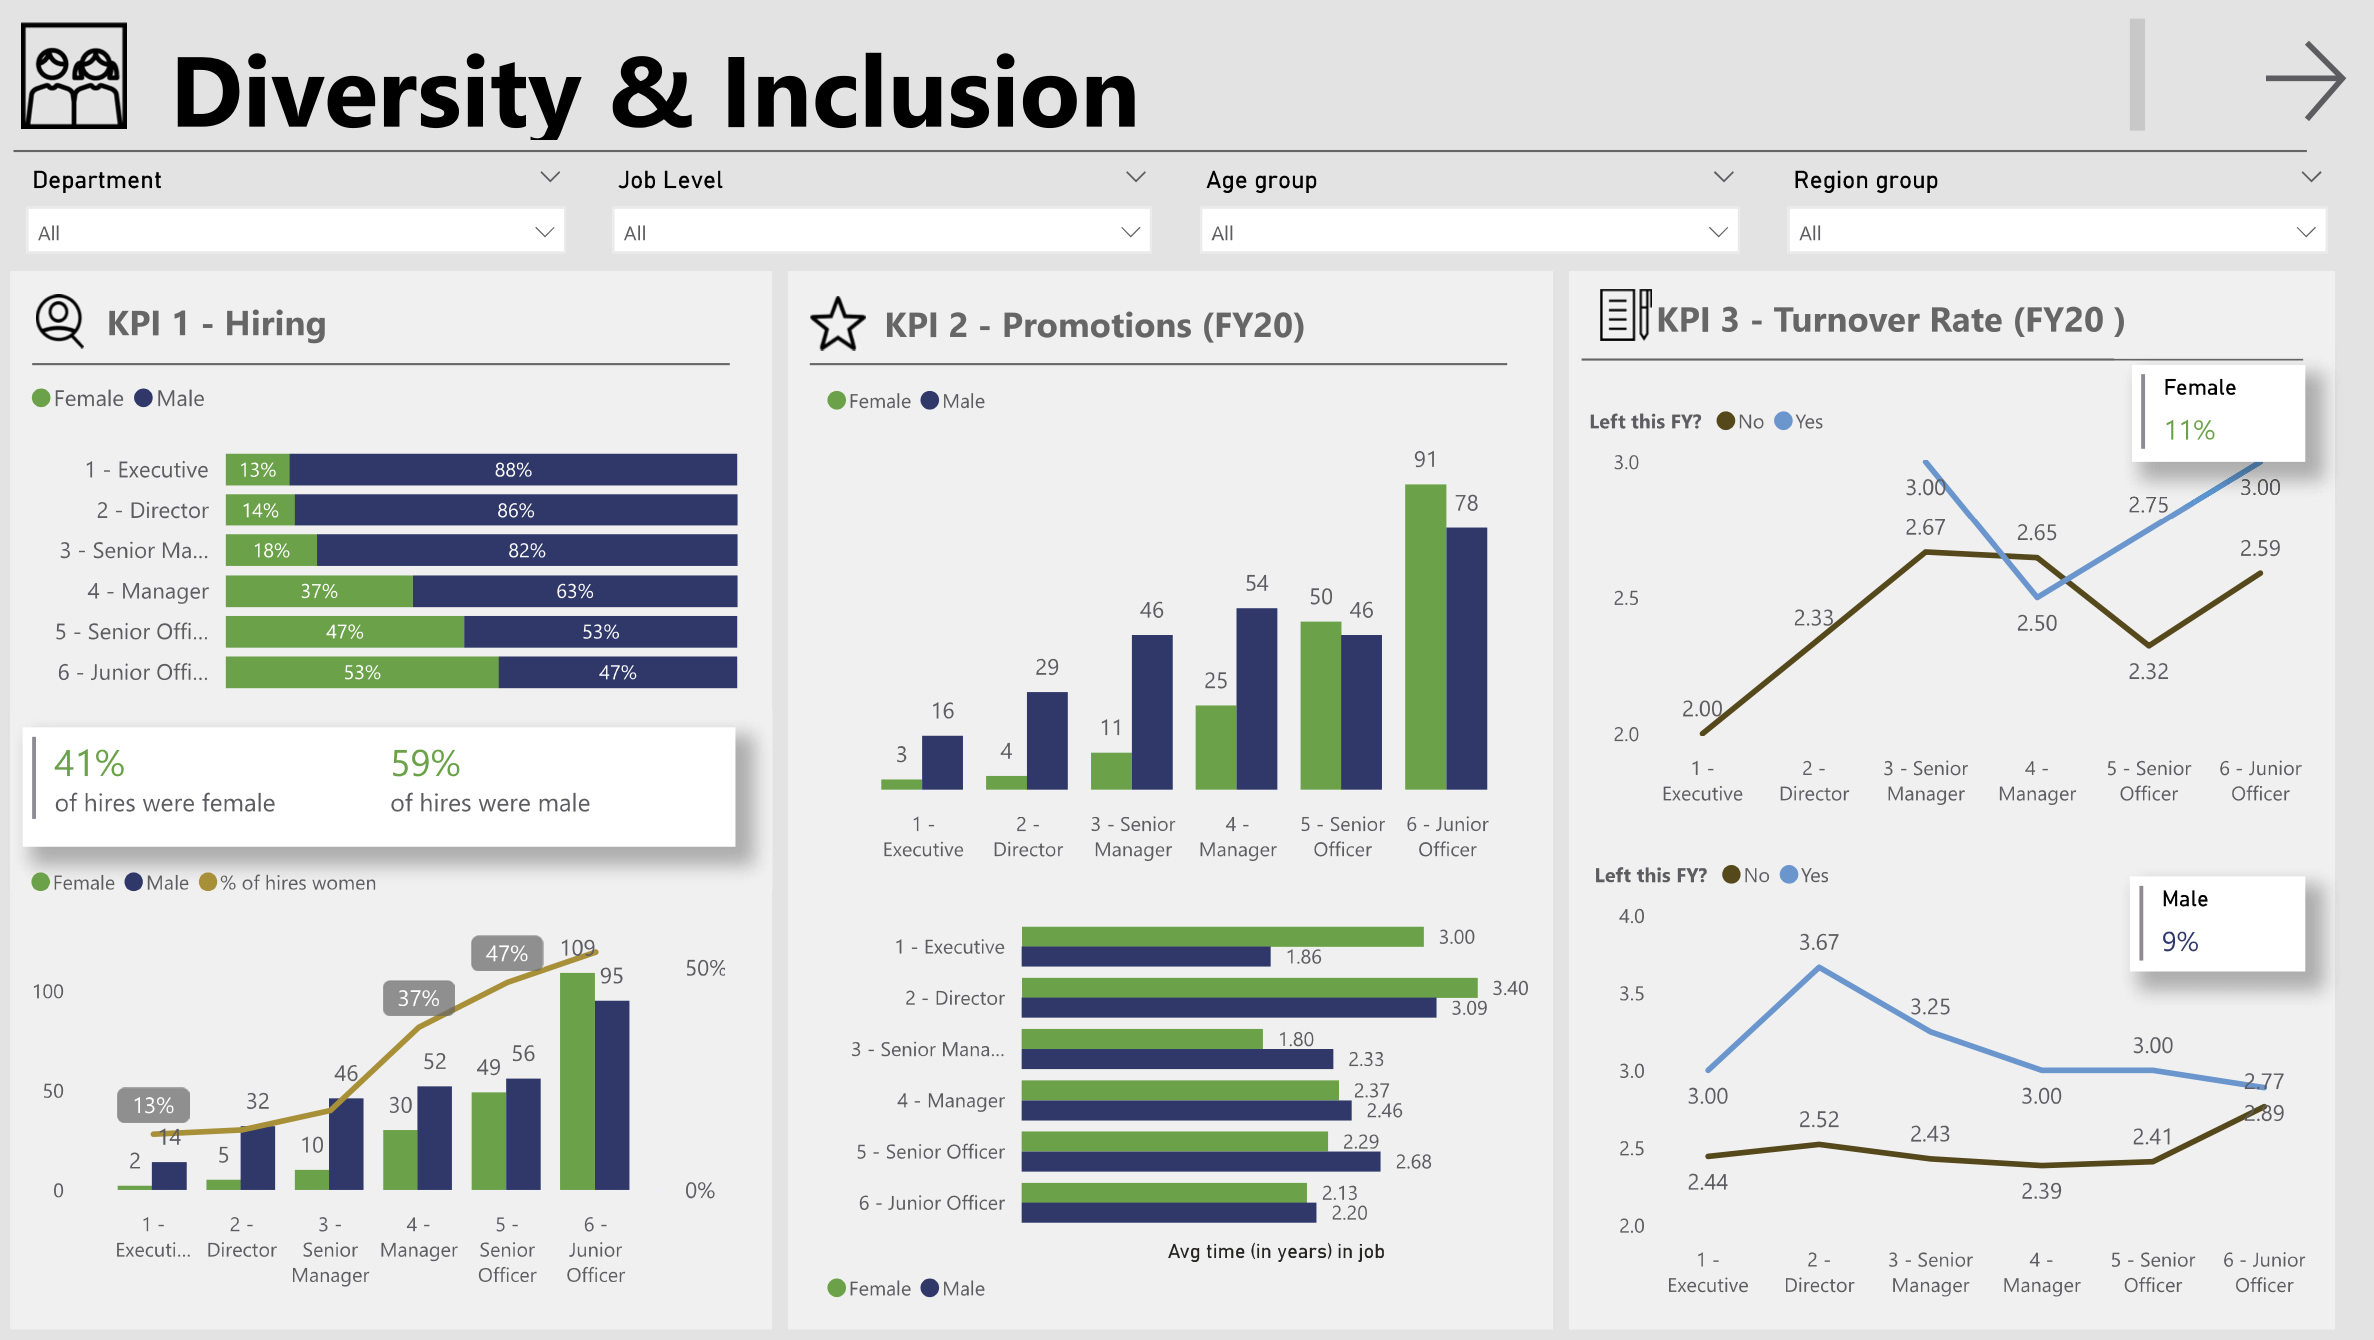 Diversity & Inclusion
Department
Job Level
Age group
Region group
All
All
All
All
KPI 1 - Hiring
Female Male
1 - Executive 13% 88%
2 - Director 14% 86%
3 - Senior Ma... 18% 82%
4 - Manager 37% 63%
5 - Senior Offi... 47% 53%
6 - Junior Offi... 53% 47%
41%
of hires were female
59%
of hires were male
Female Male % of hires women
100
50
0
50%
0%
13%
37%
47%
2 14
5 32
10 46
30 52
49 56
109 95
1 -
Executi...
2 -
Director
3 -
Senior
Manager
4 -
Manager
5 -
Senior
Officer
6 -
Junior
Officer
KPI 2 - Promotions (FY20)
Female Male
3 16
4 29
11 46
25 54
50 46
91 78
1 -
Executive
2 -
Director
3 - Senior
Manager
4 -
Manager
5 - Senior
Officer
6 - Junior
Officer
1 - Executive 3.00
1.86
2 - Director 3.40
3.09
3 - Senior Mana... 1.80
2.33
4 - Manager 2.37
2.46
5 - Senior Officer 2.29
2.68
6 - Junior Officer 2.13
2.20
Avg time (in years) in job
Female Male
KPI 3 - Turnover Rate (FY20 )
Female
11%
Left this FY? No Yes
3.0
2.5
2.0
2.00
2.33
3.00
2.67
2.65
2.50
2.75
2.32
3.00
2.59
1 -
Executive
2 -
Director
3 - Senior
Manager
4 -
Manager
5 - Senior
Officer
6 - Junior
Officer
Left this FY? No Yes
Male
9%
4.0
3.5
3.0
2.5
2.0
3.00
2.44
3.67
2.52
3.25
2.43
3.00
2.39
3.00
2.41
2.77
2.89
1 -
Executive
2 -
Director
3 - Senior
Manager
4 -
Manager
5 - Senior
Officer
6 - Junior
Officer